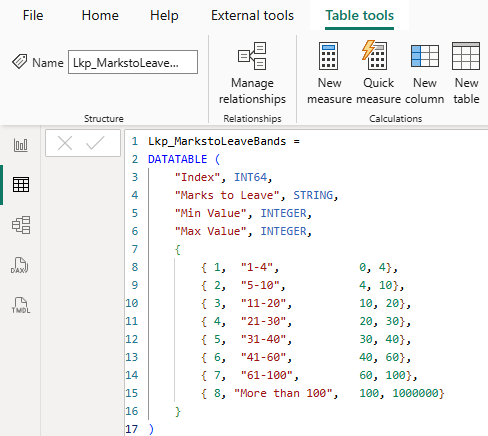 File Home Help External tools Table tools
Name Lkp_MarkstoLeave...
Manage relationships
New measure
Quick measure
New column
New table
Structure Relationships Calculations
1 Lkp_MarkstoLeaveBands =
2 DATATABLE (
3 "Index", INT64,
4 "Marks to Leave", STRING,
5 "Min Value", INTEGER,
6 "Max Value", INTEGER,
7 {
8 { 1, "1-4", 0, 4},
9 { 2, "5-10", 4, 10},
10 { 3, "11-20", 10, 20},
11 { 4, "21-30", 20, 30},
12 { 5, "31-40", 30, 40},
13 { 6, "41-60", 40, 60},
14 { 7, "61-100", 60, 100},
15 { 8, "More than 100", 100, 1000000}
16 }
17 )
DAX
TMDL